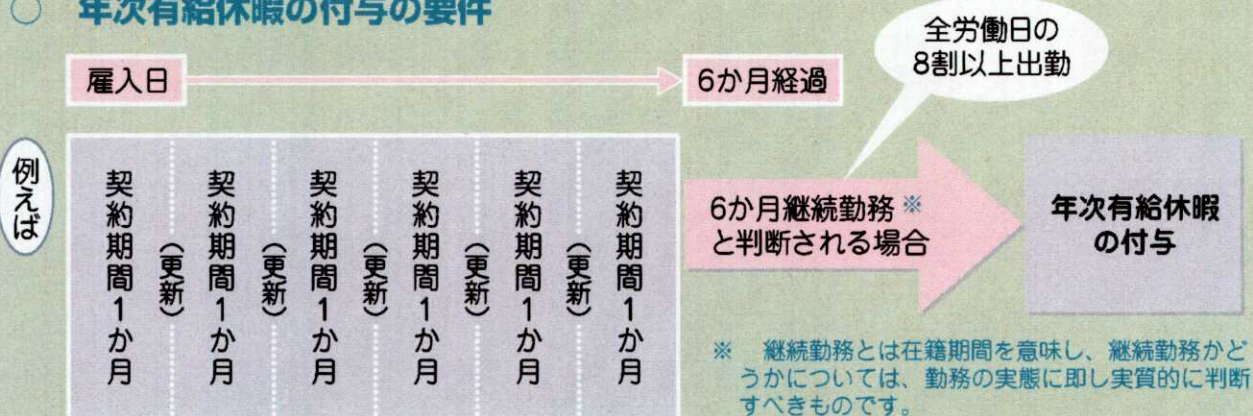 ○ 年次有給休暇の付与の要件
全労働日の
8割以上出勤
雇入日
6か月経過
例えば
契約期間1か月
（更新）
契約期間1か月
（更新）
契約期間1か月
（更新）
契約期間1か月
（更新）
契約期間1か月
（更新）
契約期間1か月
6か月継続勤務※
と判断される場合
年次有給休暇
の付与
※ 継続勤務とは在籍期間を意味し、継続勤務かど
うかについては、勤務の実態に即し実質的に判断
すべきものです。